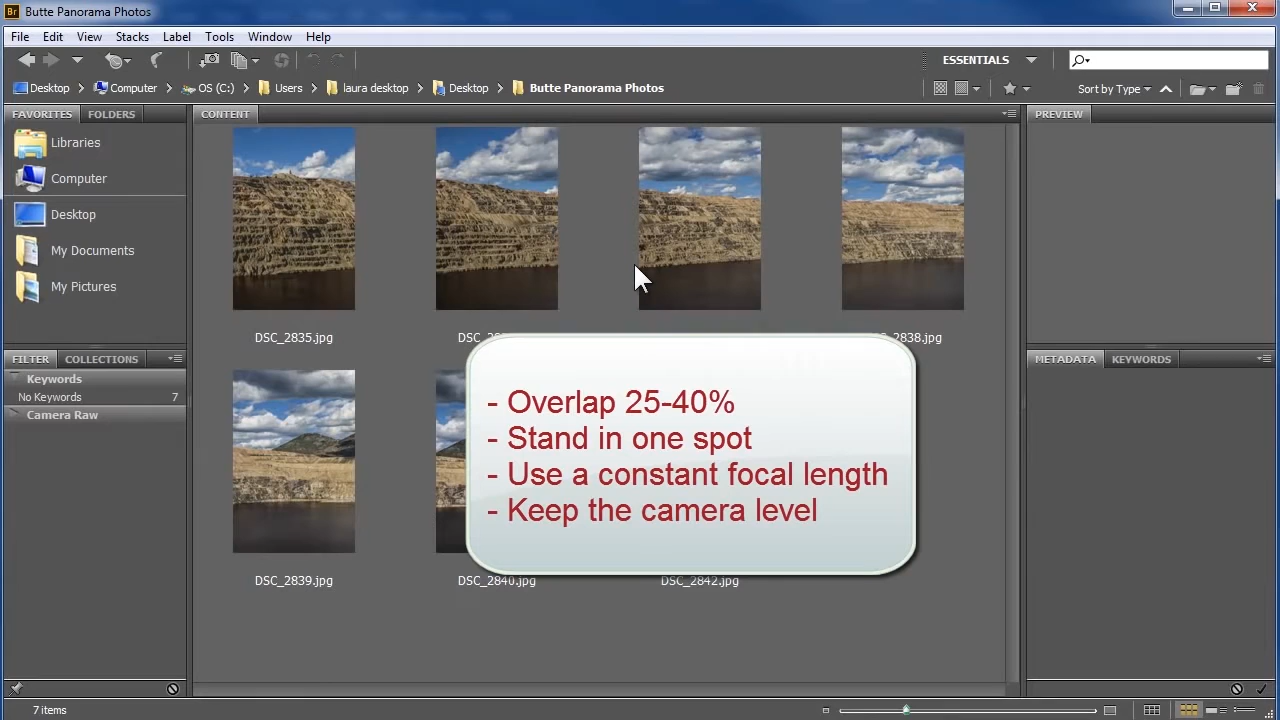 Br Butte Panorama Photos
File Edit View Stacks Label Tools Window Help
ESSENTIALS
Desktop Computer OS (C:) Users laura desktop Desktop Butte Panorama Photos
Sort by Type
FAVORITES FOLDERS
CONTENT
PREVIEW
Libraries
Computer
Desktop
My Documents
My Pictures
DSC_2835.jpg
FILTER COLLECTIONS
METADATA KEYWORDS
Keywords
No Keywords 7
Camera Raw
- Overlap 25-40%
- Stand in one spot
- Use a constant focal length
- Keep the camera level
DSC_2839.jpg DSC_2840.jpg DSC_2842.jpg
7 items